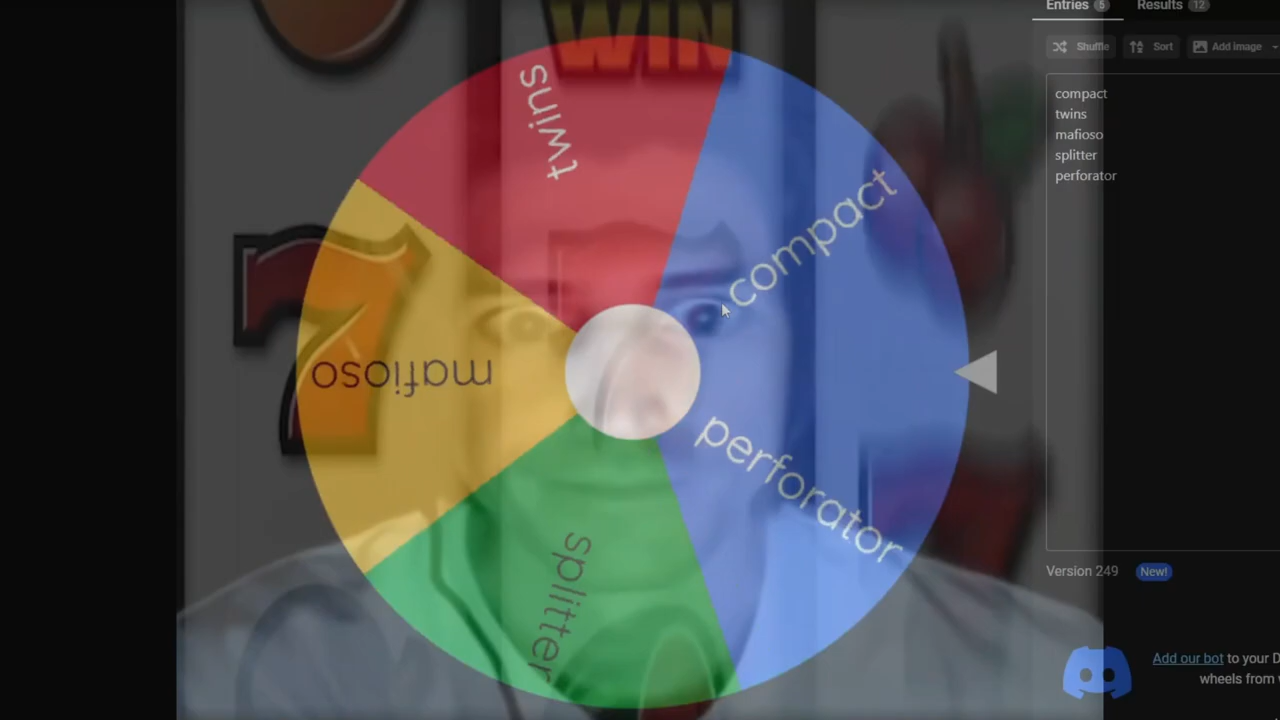 WIN
Entries 5
Results 12
Shuffle
Sort
Add image
compact
twins
mafioso
splitter
perforator
twins
compact
mafioso
perforator
splitter
7
Version 249
New!
Add our bot to your D
wheels from